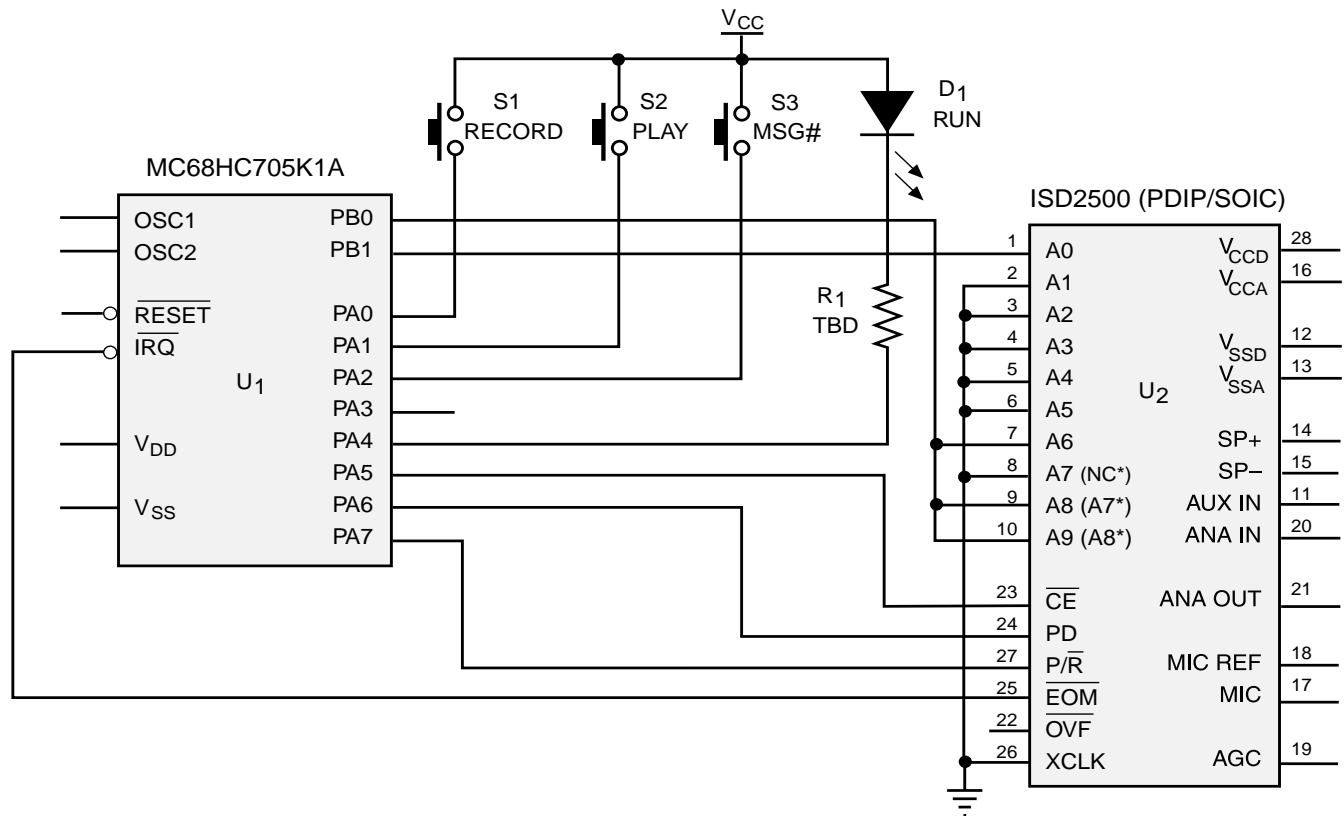 VCC
S1
RECORD
S2
PLAY
S3
MSG#
D1
RUN
MC68HC705K1A
OSC1
OSC2
RESET
IRQ
VDD
VSS
U1
PB0
PB1
PA0
PA1
PA2
PA3
PA4
PA5
PA6
PA7
R1
TBD
ISD2500 (PDIP/SOIC)
1 A0
2 A1
3 A2
4 A3
5 A4
6 A5
7 A6
8 A7 (NC*)
9 A8 (A7*)
10 A9 (A8*)
23 CE
24 PD
27 P/R
25 EOM
22 OVF
26 XCLK
U2
VCCD 28
VCCA 16
VSSD 12
VSSA 13
SP+ 14
SP– 15
AUX IN 11
ANA IN 20
ANA OUT 21
MIC REF 18
MIC 17
AGC 19